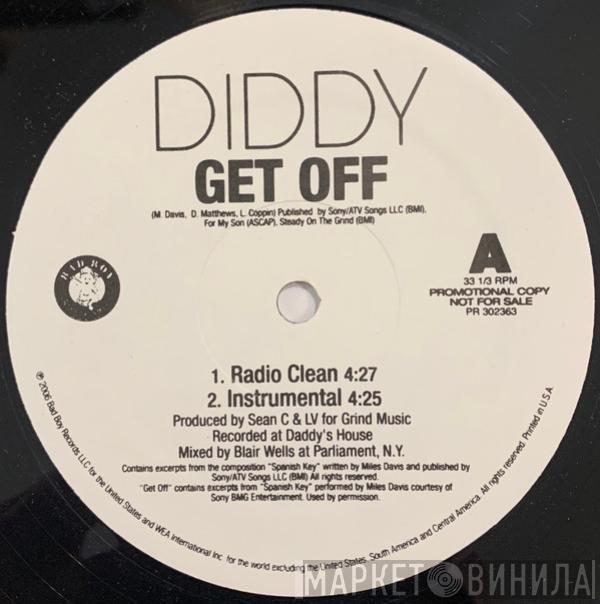 DIDDY
GET OFF
(M. Davis, D. Matthews, L. Coppin) Published by Sony/ATV Songs LLC (BMI),
For My Son (ASCAP), Steady On The Grind (BMI)
BAD BOY
A
33 1/3 RPM
PROMOTIONAL COPY
NOT FOR SALE
PR 302363
1. Radio Clean 4:27
2. Instrumental 4:25
Produced by Sean C & LV for Grind Music
Recorded at Daddy's House
Mixed by Blair Wells at Parliament, N.Y.
Contains excerpts from the composition "Spanish Key" written by Miles Davis and published by
Sony/ATV Songs LLC (BMI) All rights reserved.
"Get Off" contains excerpts from "Spanish Key" performed by Miles Davis courtesy of
Sony BMG Entertainment. Used by permission.
℗ 2006 Bad Boy Records LLC for the United States and WEA International Inc. for the world excluding the United States, South America and Central America. All rights reserved. Printed in U.S.A.
МАРКЕТ ВИНИЛА